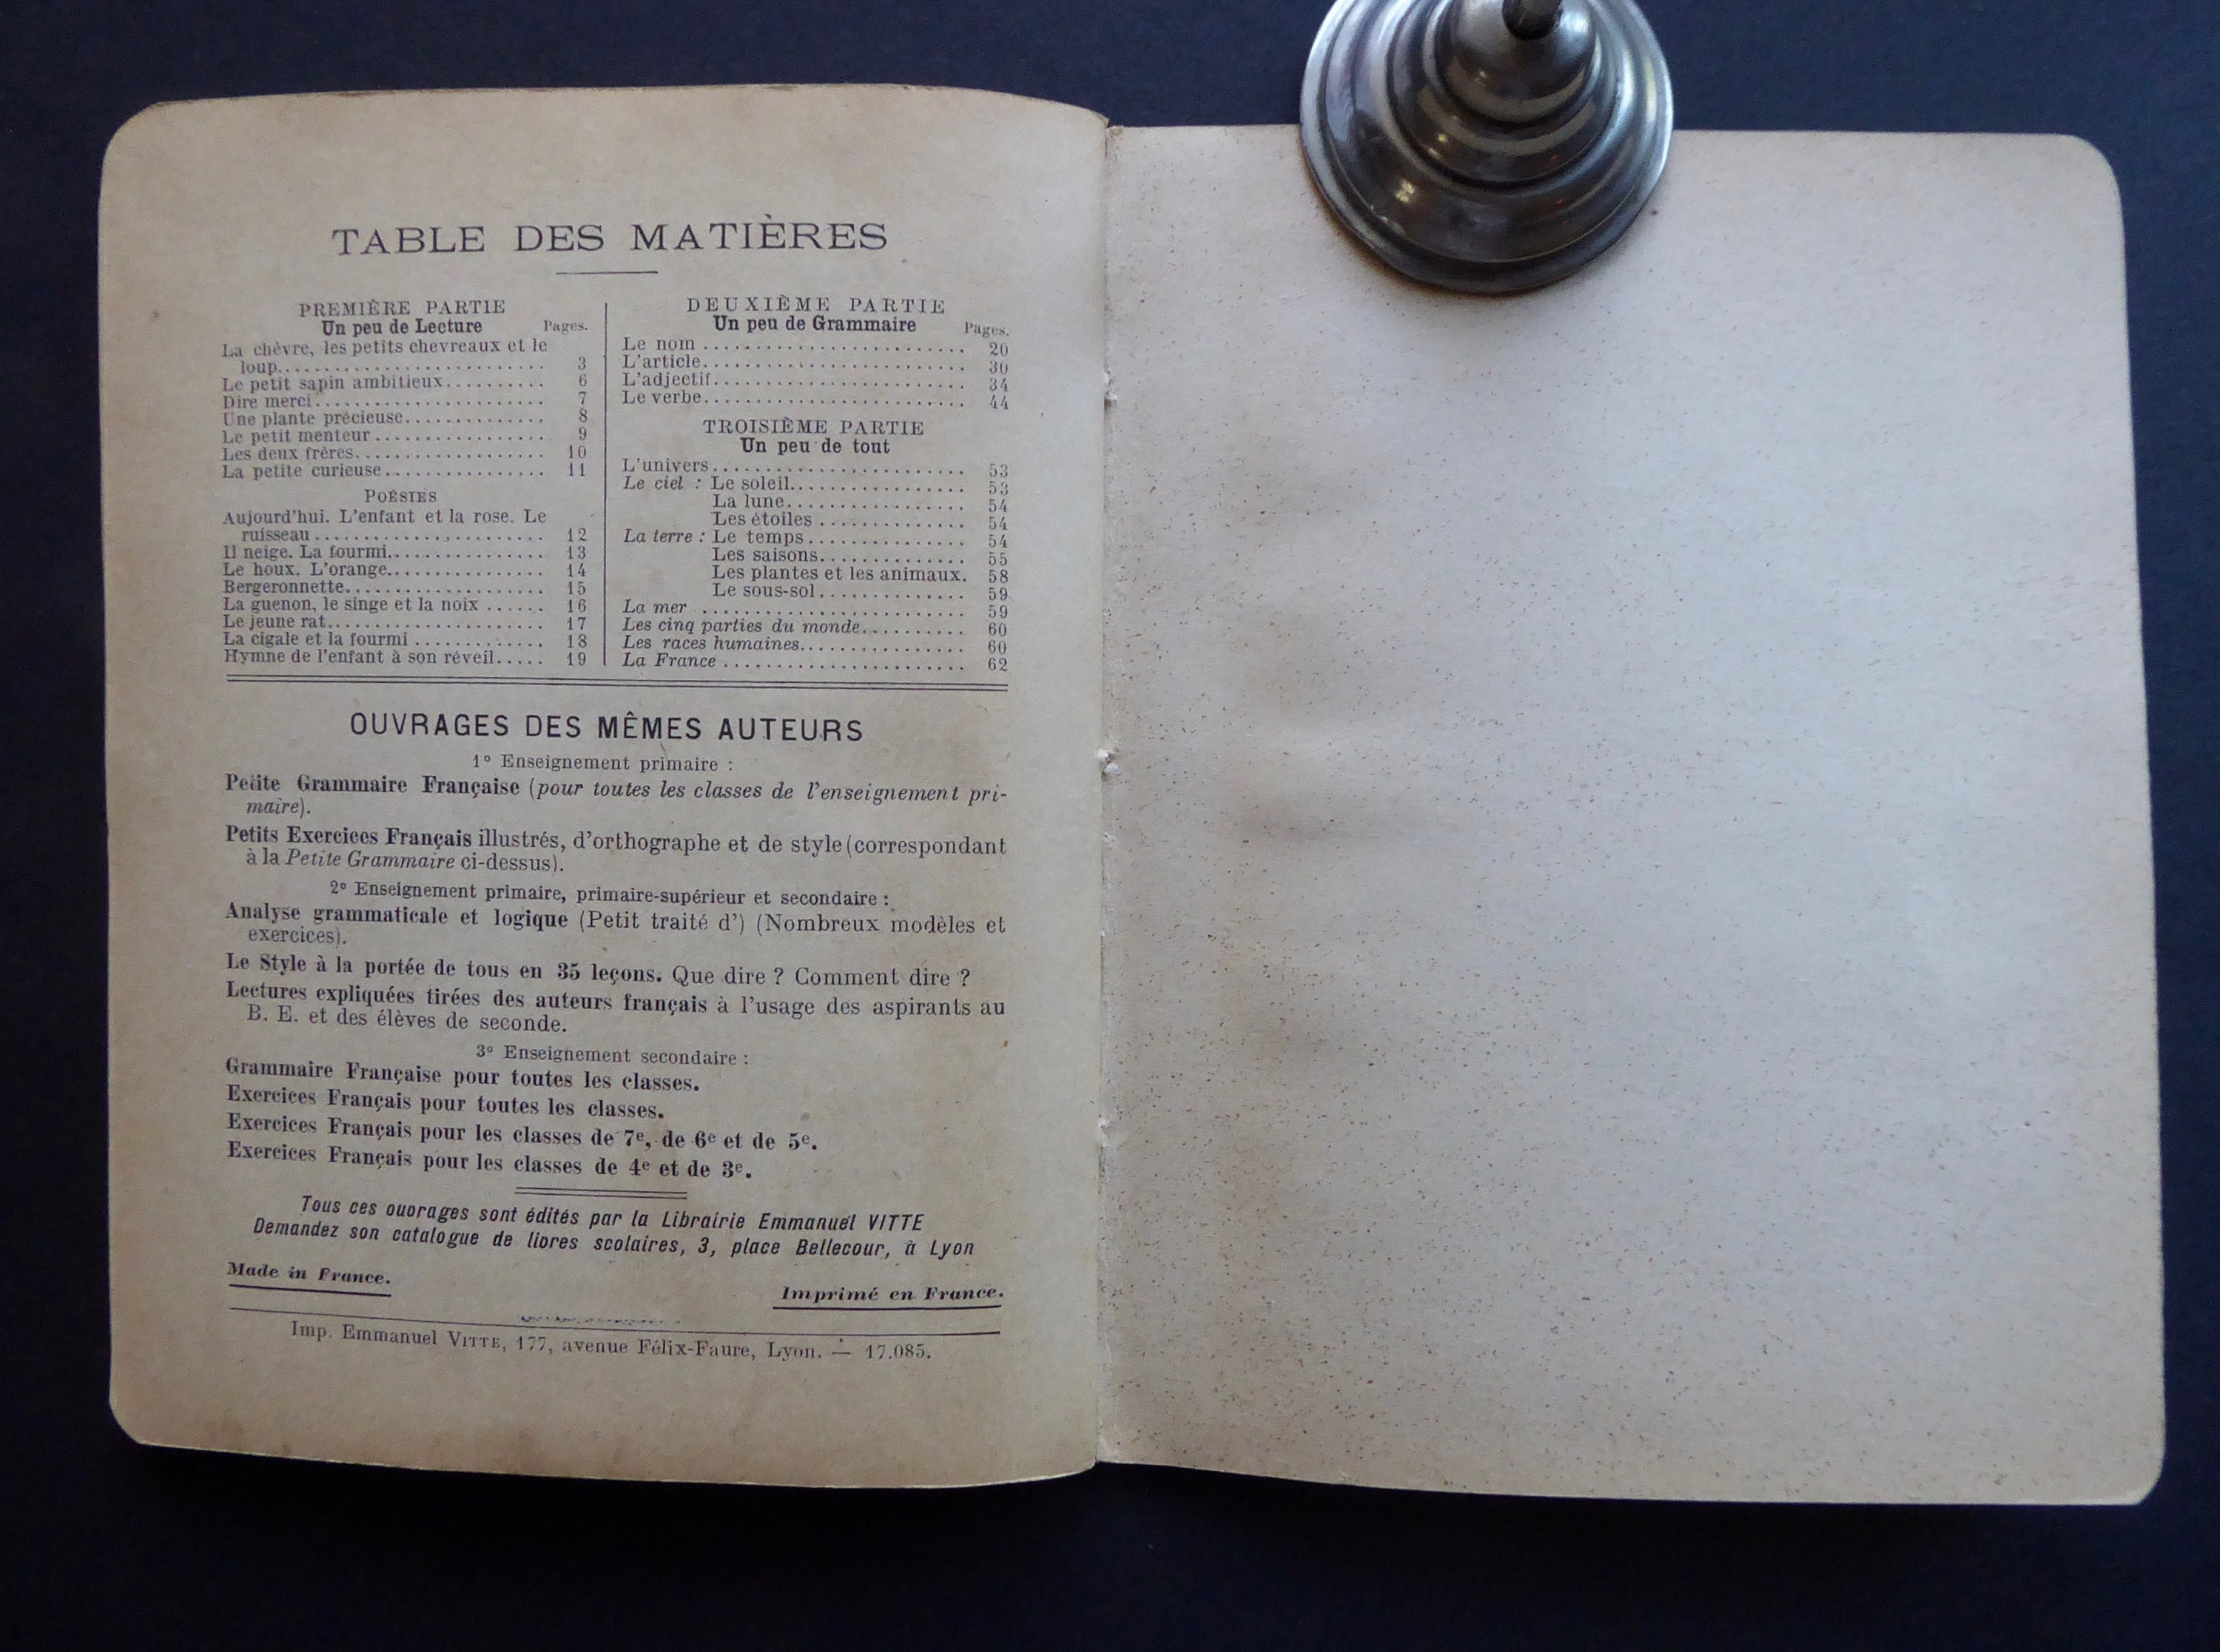 TABLE DES MATIÈRES
PREMIÈRE PARTIE
Un peu de Lecture
Pages.
La chèvre, les petits chevreaux et le
loup........................... 3
Le petit sapin ambitieux.......... 6
Dire merci....................... 7
Une plante précieuse.............. 8
Le petit menteur................. 9
Les deux frères................... 10
La petite curieuse................ 11
POÉSIES
Aujourd'hui. L'enfant et la rose. Le
ruisseau....................... 12
Il neige. La fourmi................ 13
Le houx. L'orange................ 14
Bergeronnette.................... 15
La guenon, le singe et la noix ...... 16
Le jeune rat...................... 17
La cigale et la fourmi ............. 18
Hymne de l'enfant à son réveil..... 19
DEUXIÈME PARTIE
Un peu de Grammaire
Pages.
Le nom .......................... 20
L'article.......................... 30
L'adjectif......................... 34
Le verbe.......................... 44
TROISIÈME PARTIE
Un peu de tout
L'univers......................... 53
Le ciel : Le soleil.................. 53
La lune.................. 54
Les étoiles ............... 54
La terre : Le temps................ 54
Les saisons............... 55
Les plantes et les animaux. 58
Le sous-sol............... 59
La mer .......................... 59
Les cinq parties du monde.......... 60
Les races humaines................ 60
La France ........................ 62
OUVRAGES DES MÊMES AUTEURS
1° Enseignement primaire :
Petite Grammaire Française (pour toutes les classes de l'enseignement pri-
maire).
Petits Exercices Français illustrés, d'orthographe et de style (correspondant
à la Petite Grammaire ci-dessus).
2° Enseignement primaire, primaire-supérieur et secondaire :
Analyse grammaticale et logique (Petit traité d') (Nombreux modèles et
exercices).
Le Style à la portée de tous en 35 leçons. Que dire ? Comment dire ?
Lectures expliquées tirées des auteurs français à l'usage des aspirants au
B. E. et des élèves de seconde.
3° Enseignement secondaire :
Grammaire Française pour toutes les classes.
Exercices Français pour toutes les classes.
Exercices Français pour les classes de 7e, de 6e et de 5e.
Exercices Français pour les classes de 4e et de 3e.
Tous ces ouvrages sont édités par la Librairie Emmanuel VITTE
Demandez son catalogue de livres scolaires, 3, place Bellecour, à Lyon
Made in France.
Imprimé en France.
Imp. Emmanuel VITTE, 177, avenue Félix-Faure, Lyon. — 17.085.